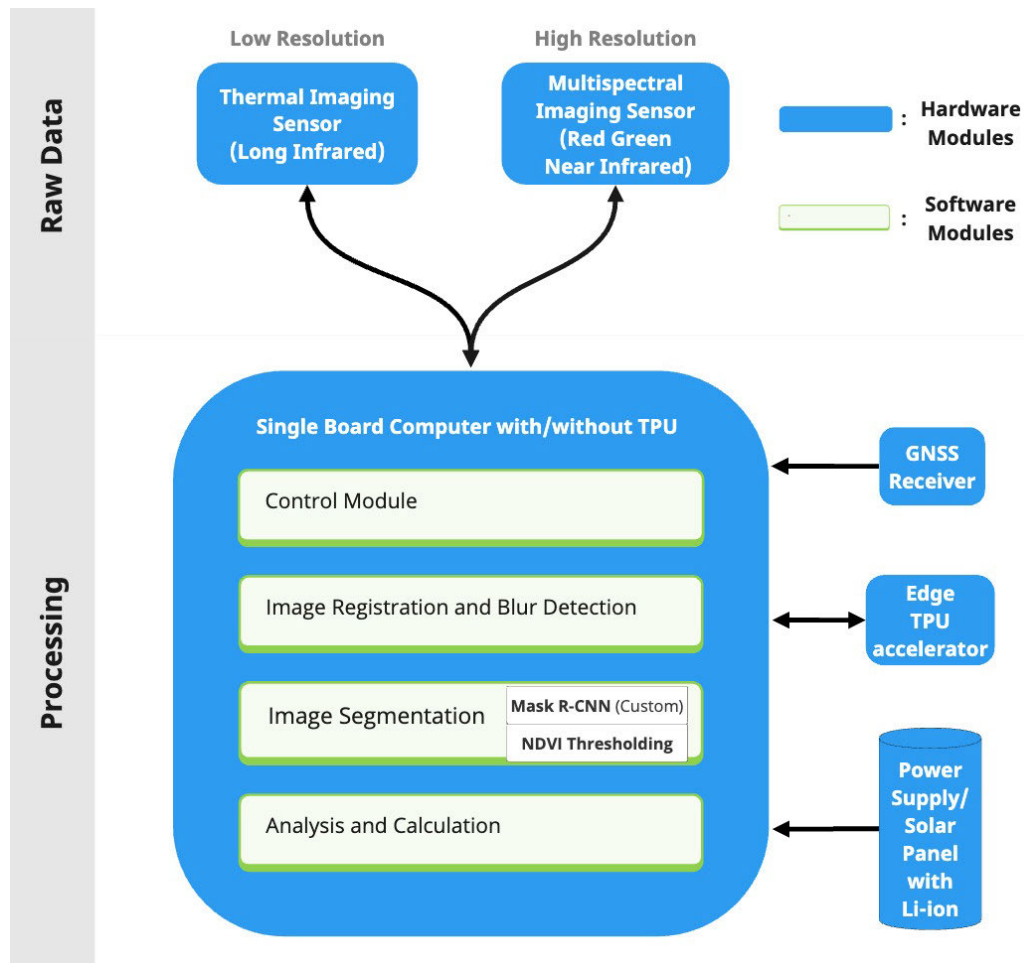 Raw Data
Low Resolution
High Resolution
Thermal Imaging
Sensor
(Long Infrared)
Multispectral
Imaging Sensor
(Red Green
Near Infrared)
: Hardware
Modules
: Software
Modules
Processing
Single Board Computer with/without TPU
Control Module
Image Registration and Blur Detection
Image Segmentation
Mask R-CNN (Custom)
NDVI Thresholding
Analysis and Calculation
GNSS
Receiver
Edge
TPU
accelerator
Power
Supply/
Solar
Panel
with
Li-ion